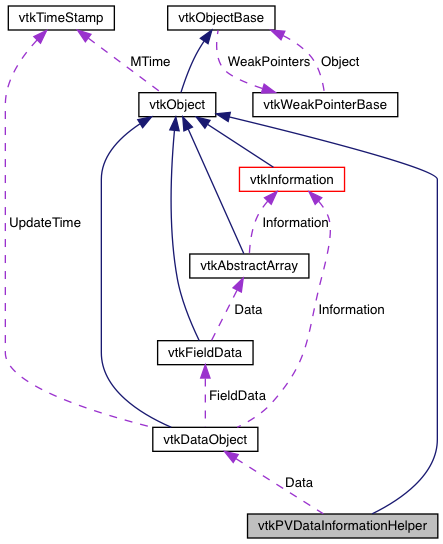 vtkTimeStamp
vtkObjectBase
MTime
WeakPointers
Object
vtkObject
vtkWeakPointerBase
vtkInformation
UpdateTime
Information
vtkAbstractArray
Data
Information
vtkFieldData
FieldData
vtkDataObject
Data
vtkPVDataInformationHelper